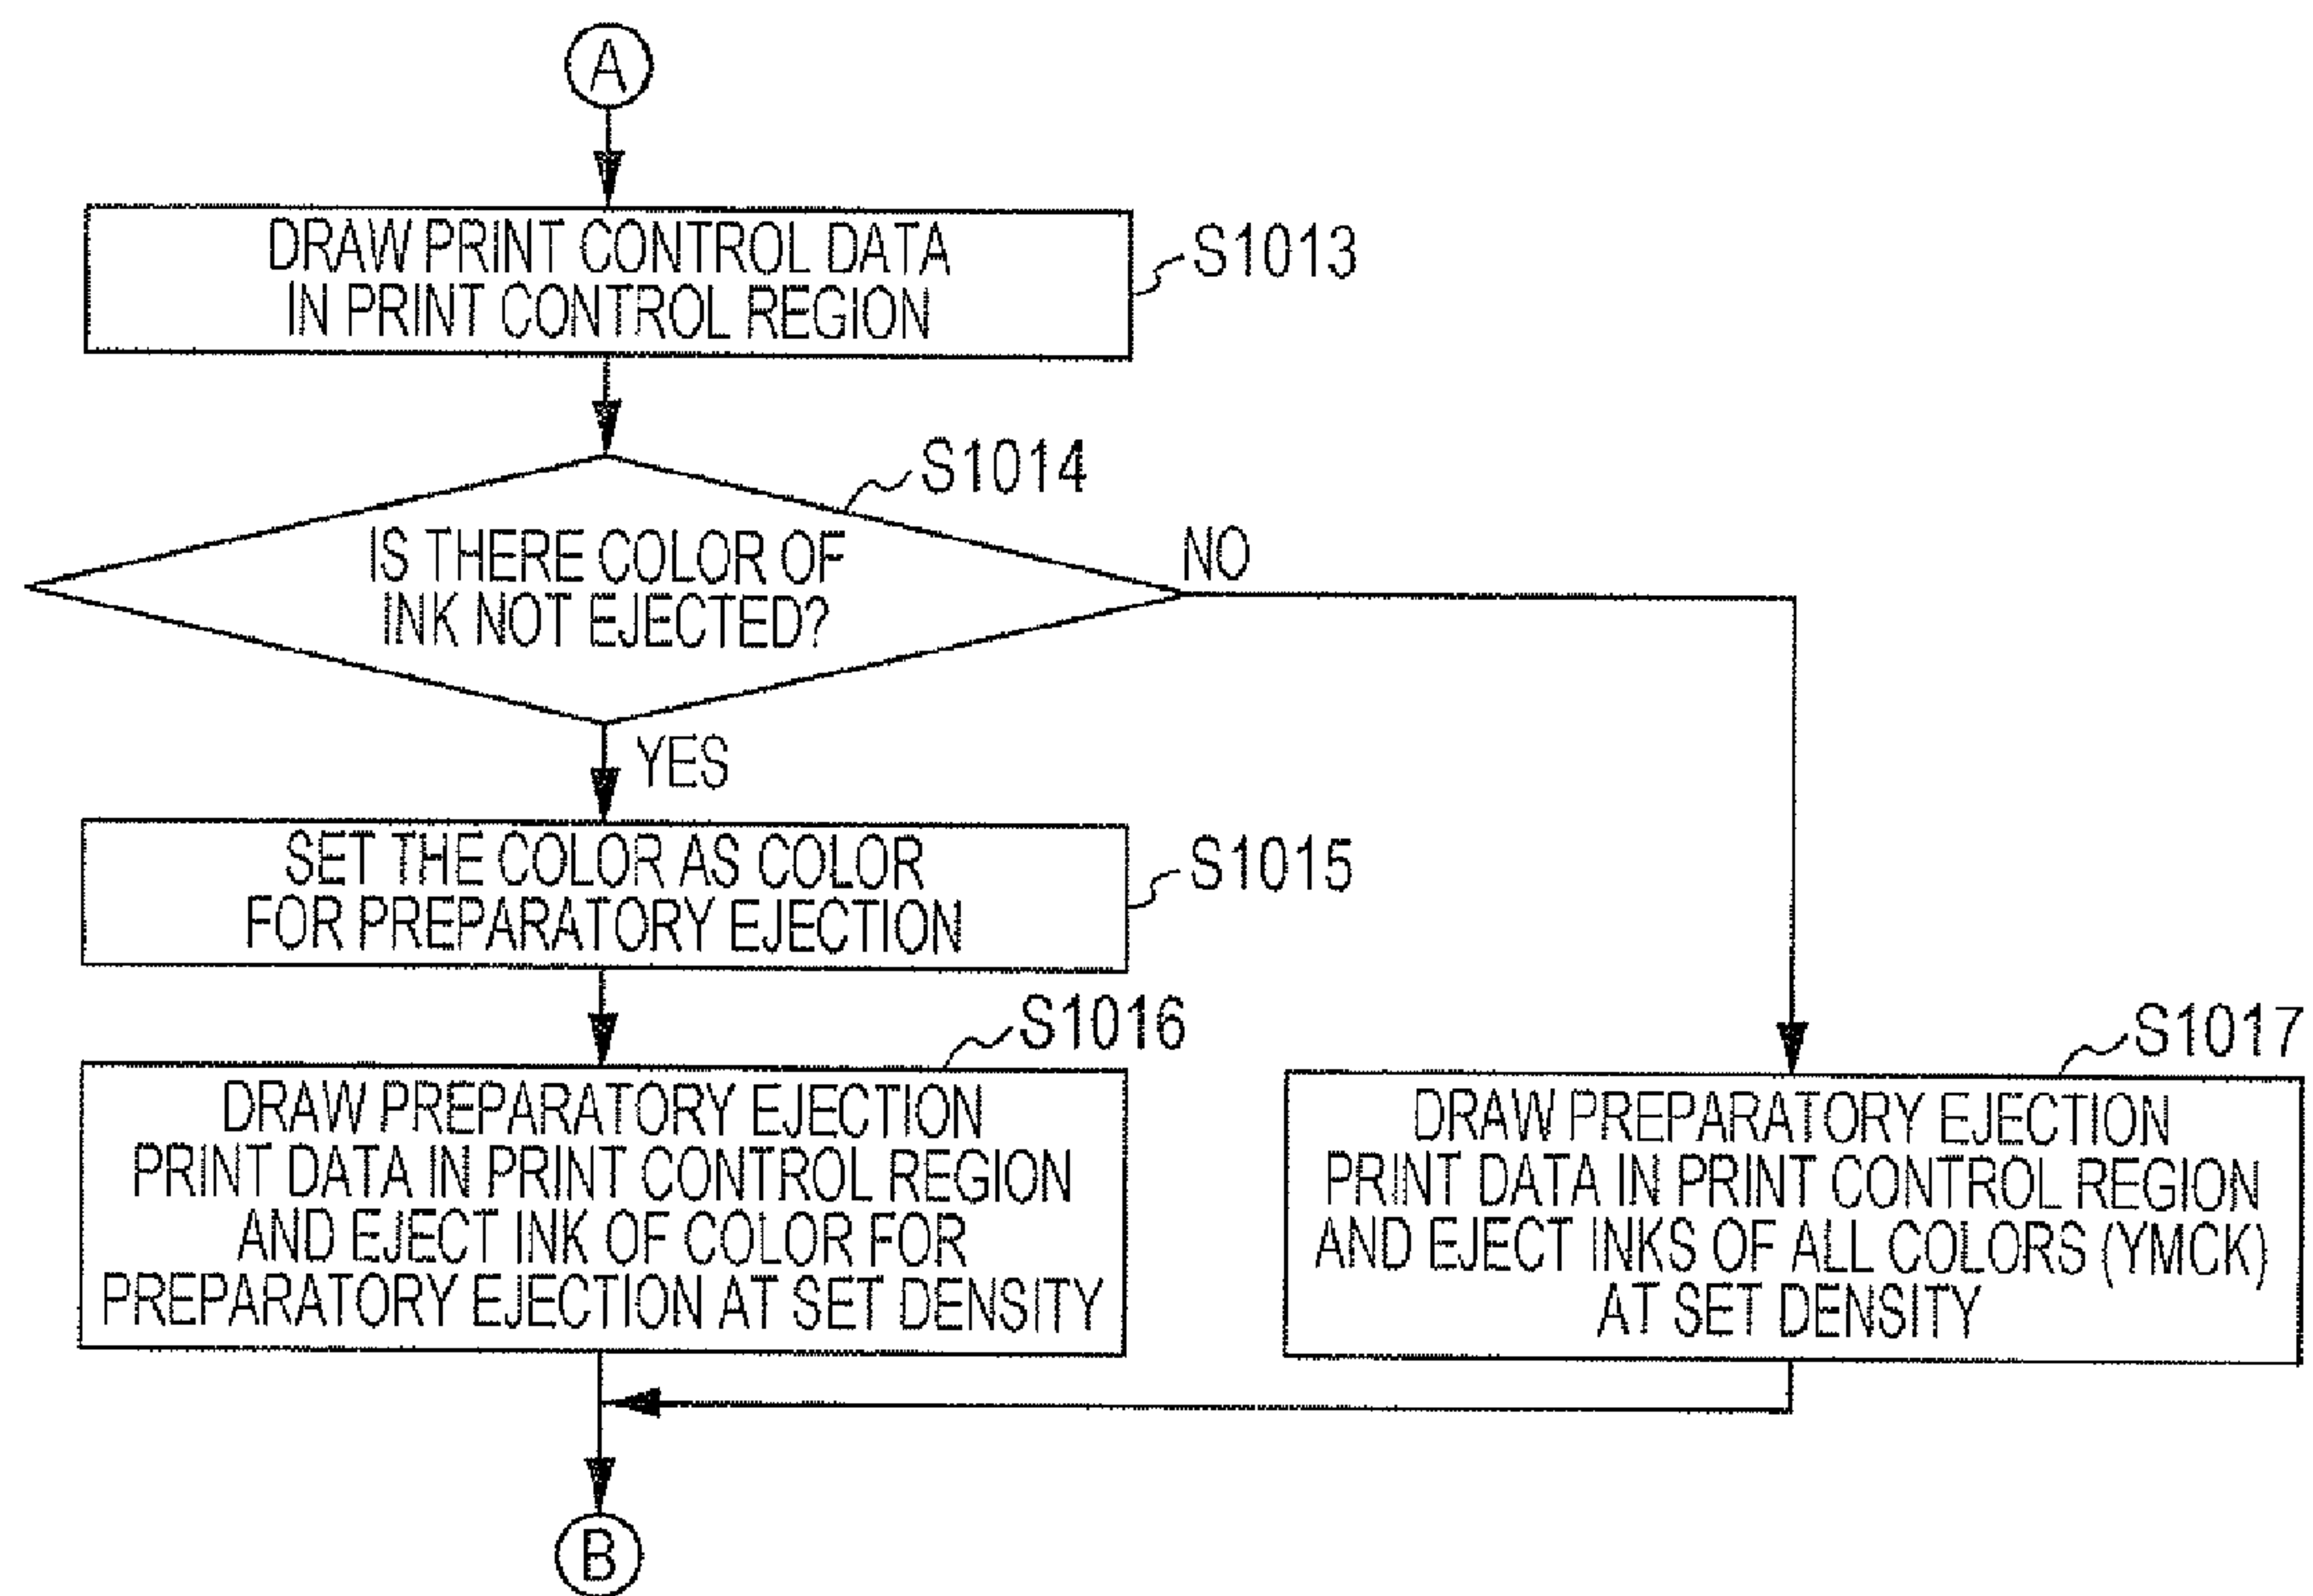 A
DRAW PRINT CONTROL DATA
IN PRINT CONTROL REGION
S1013
S1014
IS THERE COLOR OF
INK NOT EJECTED?
NO
YES
SET THE COLOR AS COLOR
FOR PREPARATORY EJECTION
S1015
S1016
DRAW PREPARATORY EJECTION
PRINT DATA IN PRINT CONTROL REGION
AND EJECT INK OF COLOR FOR
PREPARATORY EJECTION AT SET DENSITY
S1017
DRAW PREPARATORY EJECTION
PRINT DATA IN PRINT CONTROL REGION
AND EJECT INKS OF ALL COLORS (YMCK)
AT SET DENSITY
B